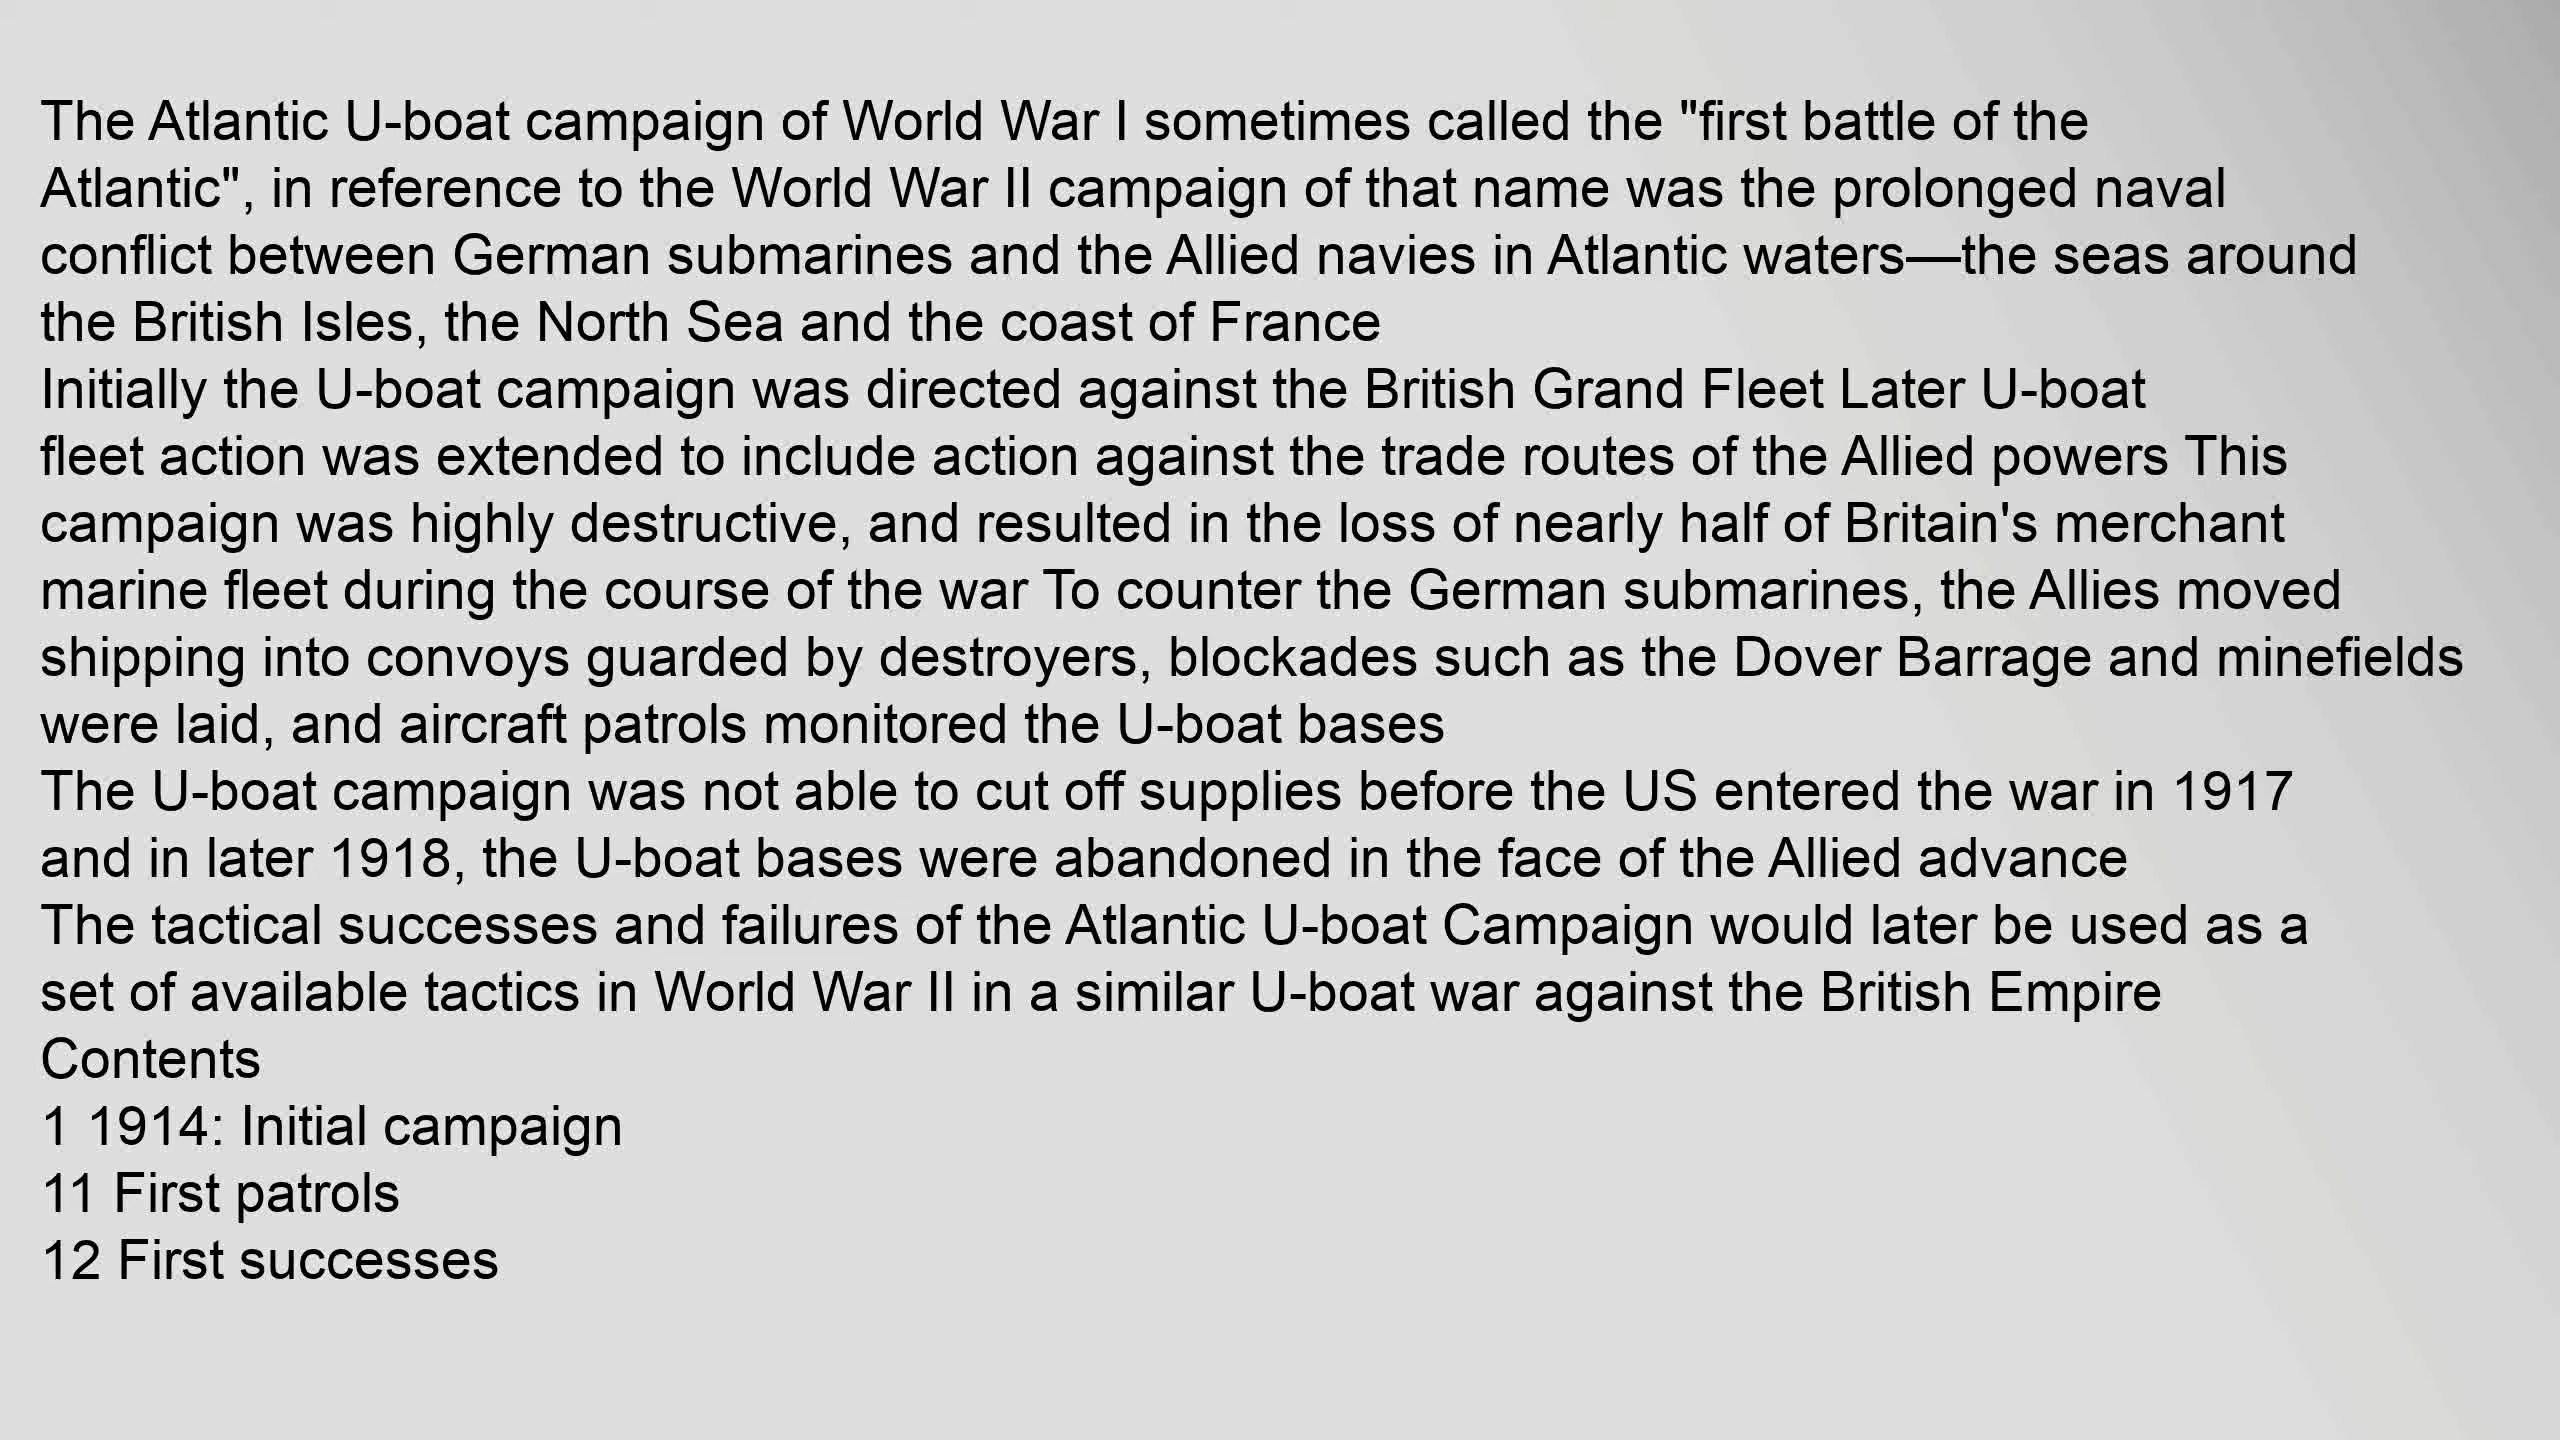 The Atlantic U-boat campaign of World War I sometimes called the "first battle of the
Atlantic", in reference to the World War II campaign of that name was the prolonged naval
conflict between German submarines and the Allied navies in Atlantic waters—the seas around
the British Isles, the North Sea and the coast of France
Initially the U-boat campaign was directed against the British Grand Fleet Later U-boat
fleet action was extended to include action against the trade routes of the Allied powers This
campaign was highly destructive, and resulted in the loss of nearly half of Britain's merchant
marine fleet during the course of the war To counter the German submarines, the Allies moved
shipping into convoys guarded by destroyers, blockades such as the Dover Barrage and minefields
were laid, and aircraft patrols monitored the U-boat bases
The U-boat campaign was not able to cut off supplies before the US entered the war in 1917
and in later 1918, the U-boat bases were abandoned in the face of the Allied advance
The tactical successes and failures of the Atlantic U-boat Campaign would later be used as a
set of available tactics in World War II in a similar U-boat war against the British Empire
Contents
1 1914: Initial campaign
11 First patrols
12 First successes